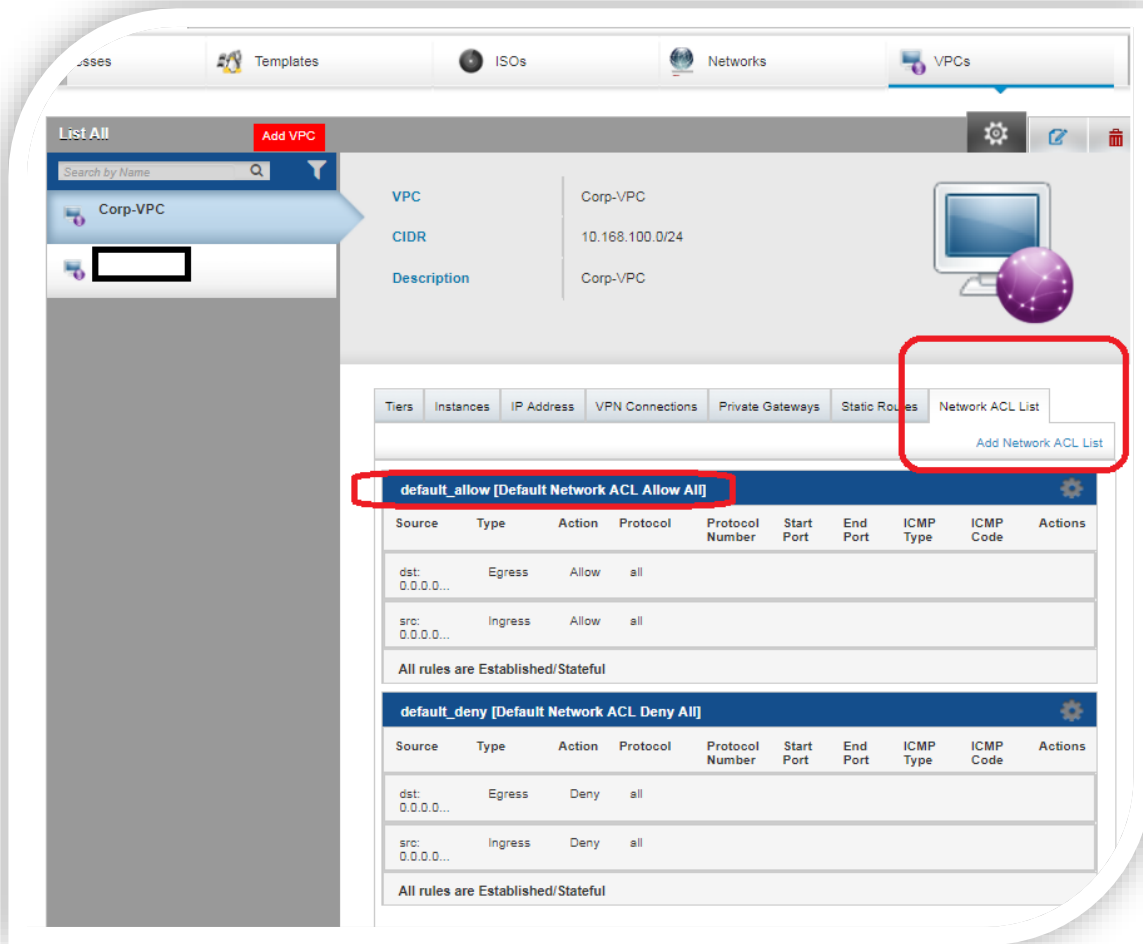 Templates
ISOs
Networks
VPCs
List All
Add VPC
Search by Name
Corp-VPC
VPC Corp-VPC
CIDR 10.168.100.0/24
Description Corp-VPC
Tiers Instances IP Address VPN Connections Private Gateways Static Routes Network ACL List
Add Network ACL List
default_allow [Default Network ACL Allow All]
Source Type Action Protocol Protocol Number Start Port End Port ICMP Type ICMP Code Actions
dst: 0.0.0.0... Egress Allow all
src: 0.0.0.0... Ingress Allow all
All rules are Established/Stateful
default_deny [Default Network ACL Deny All]
Source Type Action Protocol Protocol Number Start Port End Port ICMP Type ICMP Code Actions
dst: 0.0.0.0... Egress Deny all
src: 0.0.0.0... Ingress Deny all
All rules are Established/Stateful